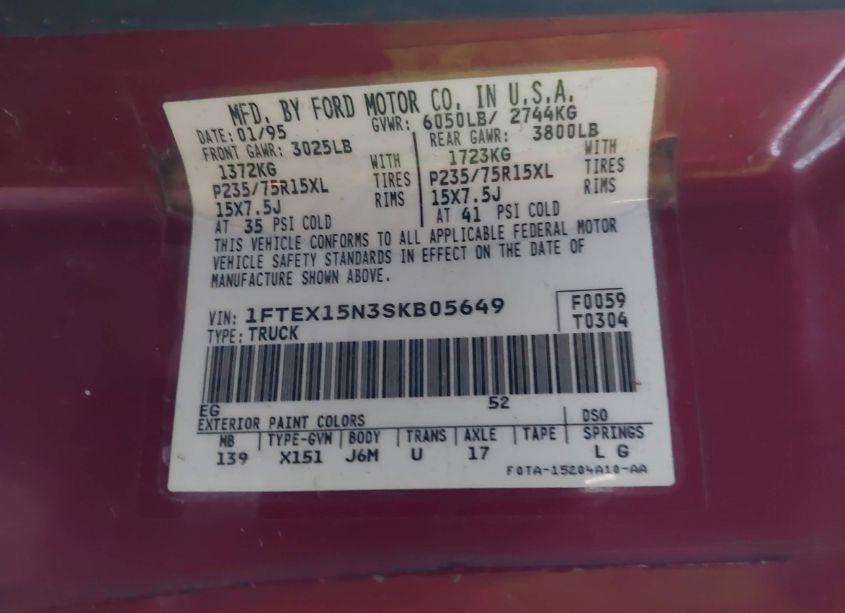 MFD. BY FORD MOTOR CO. IN U.S.A.
DATE: 01/95 GVWR: 6050LB/ 2744KG
FRONT GAWR: 3025LB REAR GAWR: 3800LB
1372KG WITH 1723KG WITH
P235/75R15XL TIRES P235/75R15XL TIRES
15X7.5J RIMS 15X7.5J RIMS
AT 35 PSI COLD AT 41 PSI COLD
THIS VEHICLE CONFORMS TO ALL APPLICABLE FEDERAL MOTOR
VEHICLE SAFETY STANDARDS IN EFFECT ON THE DATE OF
MANUFACTURE SHOWN ABOVE.
VIN: 1FTEX15N3SKB05649 F0059
TYPE: TRUCK T0304
EG 52
EXTERIOR PAINT COLORS DSO
WB TYPE-GVW BODY TRANS AXLE TAPE SPRINGS
139 X151 J6M U 17 L G
F0TA-15204A10-AA